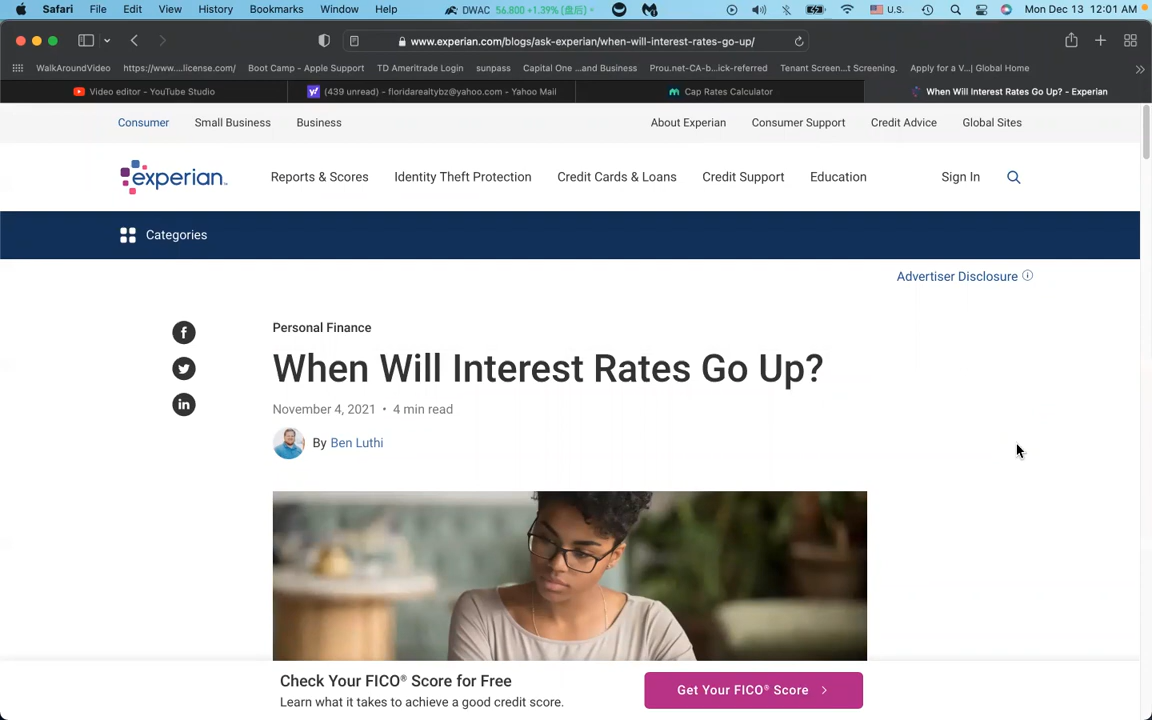 Safari File Edit View History Bookmarks Window Help DWAC 56.800 +1.39% (盘后) U.S. Mon Dec 13 12:01 AM
www.experian.com/blogs/ask-experian/when-will-interest-rates-go-up/
WalkAroundVideo https://www....license.com/ Boot Camp - Apple Support TD Ameritrade Login sunpass Capital One ...and Business Prou.net-CA-b...ick-referred Tenant Screen...t Screening. Apply for a V...| Global Home
Video editor - YouTube Studio (439 unread) - floridarealtybz@yahoo.com - Yahoo Mail Cap Rates Calculator When Will Interest Rates Go Up? - Experian
Consumer Small Business Business About Experian Consumer Support Credit Advice Global Sites
experian Reports & Scores Identity Theft Protection Credit Cards & Loans Credit Support Education Sign In
Categories
Advertiser Disclosure
Personal Finance
When Will Interest Rates Go Up?
November 4, 2021 • 4 min read
By Ben Luthi
Check Your FICO® Score for Free
Learn what it takes to achieve a good credit score.
Get Your FICO® Score